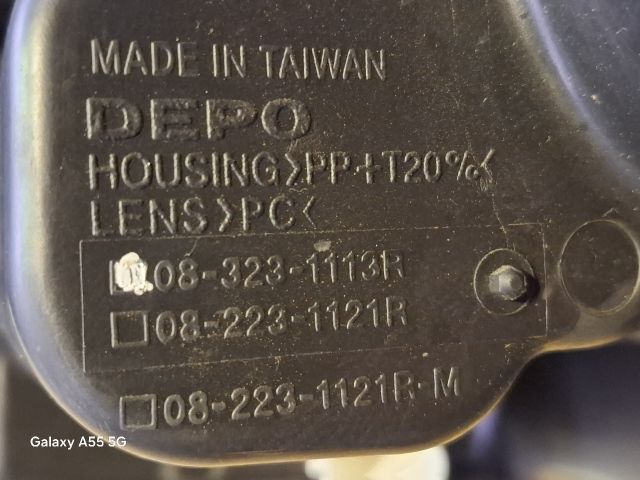 MADE IN TAIWAN
DEPO
HOUSING>PP+T20%<
LENS>PC<
08-323-1113R
08-223-1121R
08-223-1121R-M
Galaxy A55 5G